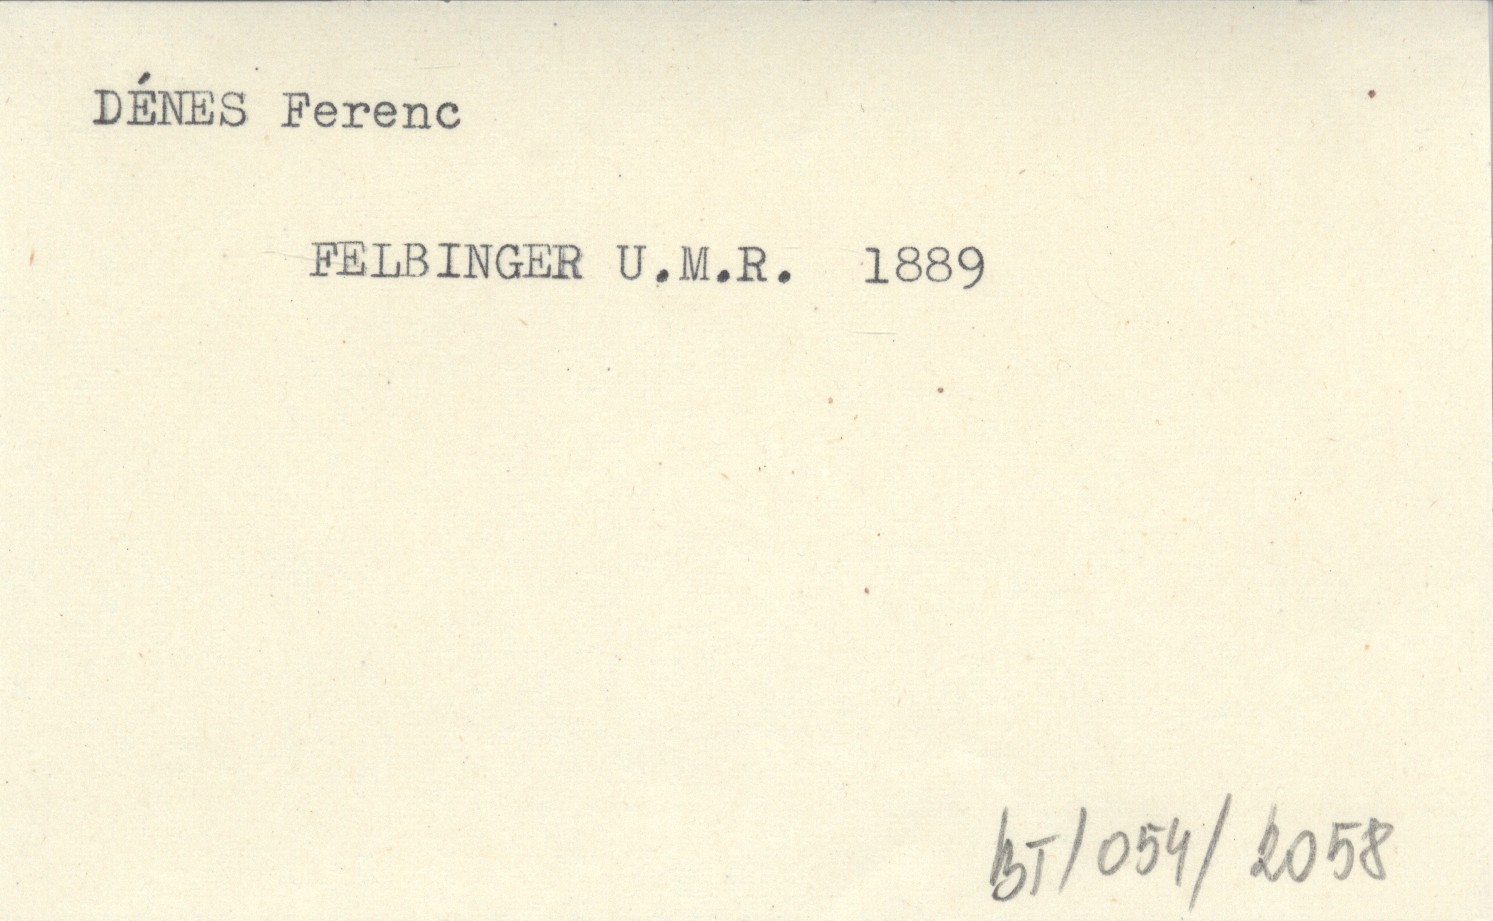 DÉNES Ferenc
FELBINGER U.M.R. 1889
BT/054/2058